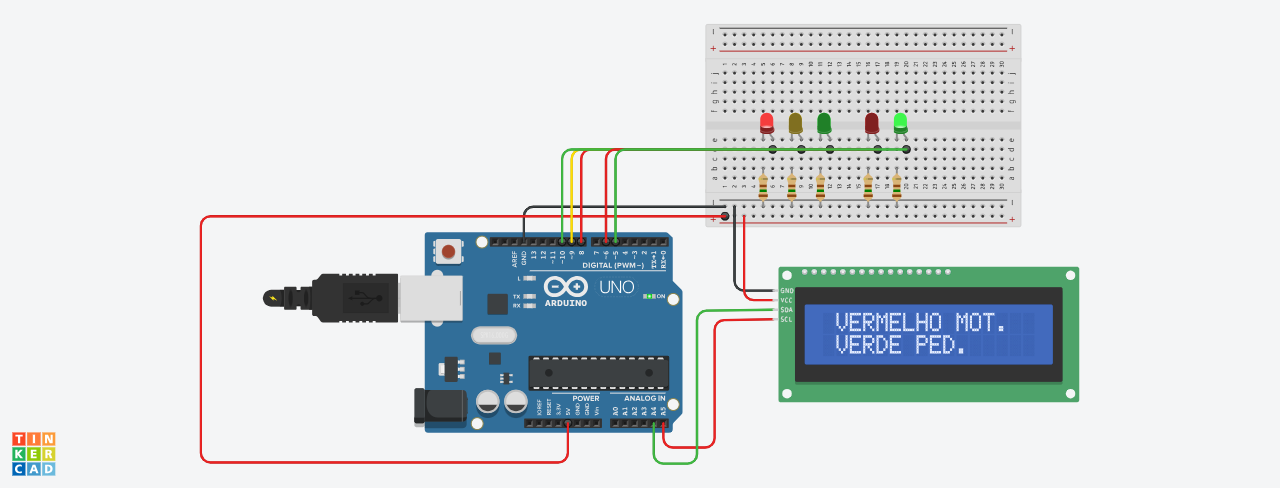 VERMELHO MOT.
VERDE PED.
GND
VCC
SDA
SCL
AREF
GND
13
12
~11
~10
~9
8
7
~6
~5
4
~3
2
TX→1
RX←0
DIGITAL (PWM~)
L
TX
RX
ARDUINO
UNO
ON
POWER
ANALOG IN
IOREF
RESET
3.3V
5V
GND
GND
Vin
A0
A1
A2
A3
A4
A5
TIN
KER
CAD